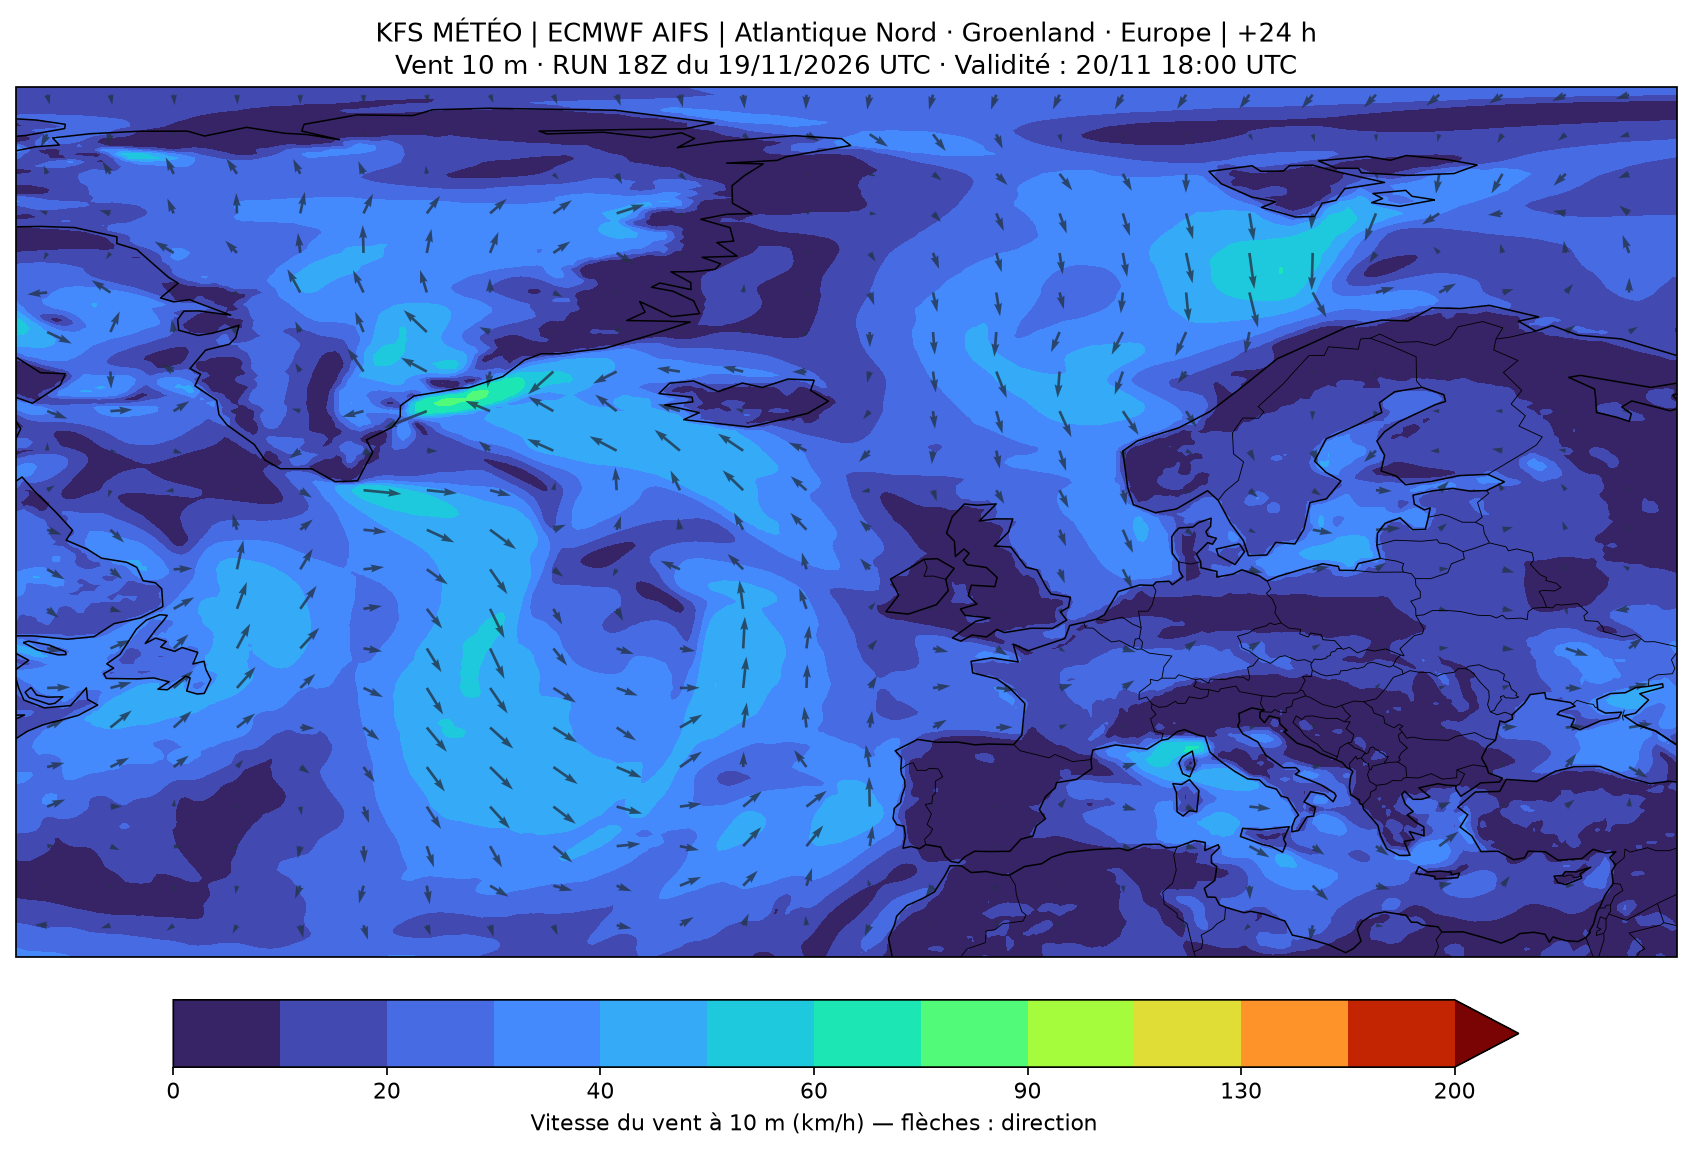 KFS MÉTÉO | ECMWF AIFS | Atlantique Nord · Groenland · Europe | +24 h
Vent 10 m · RUN 18Z du 19/11/2026 UTC · Validité : 20/11 18:00 UTC
0 20 40 60 90 130 200
Vitesse du vent à 10 m (km/h) — flèches : direction